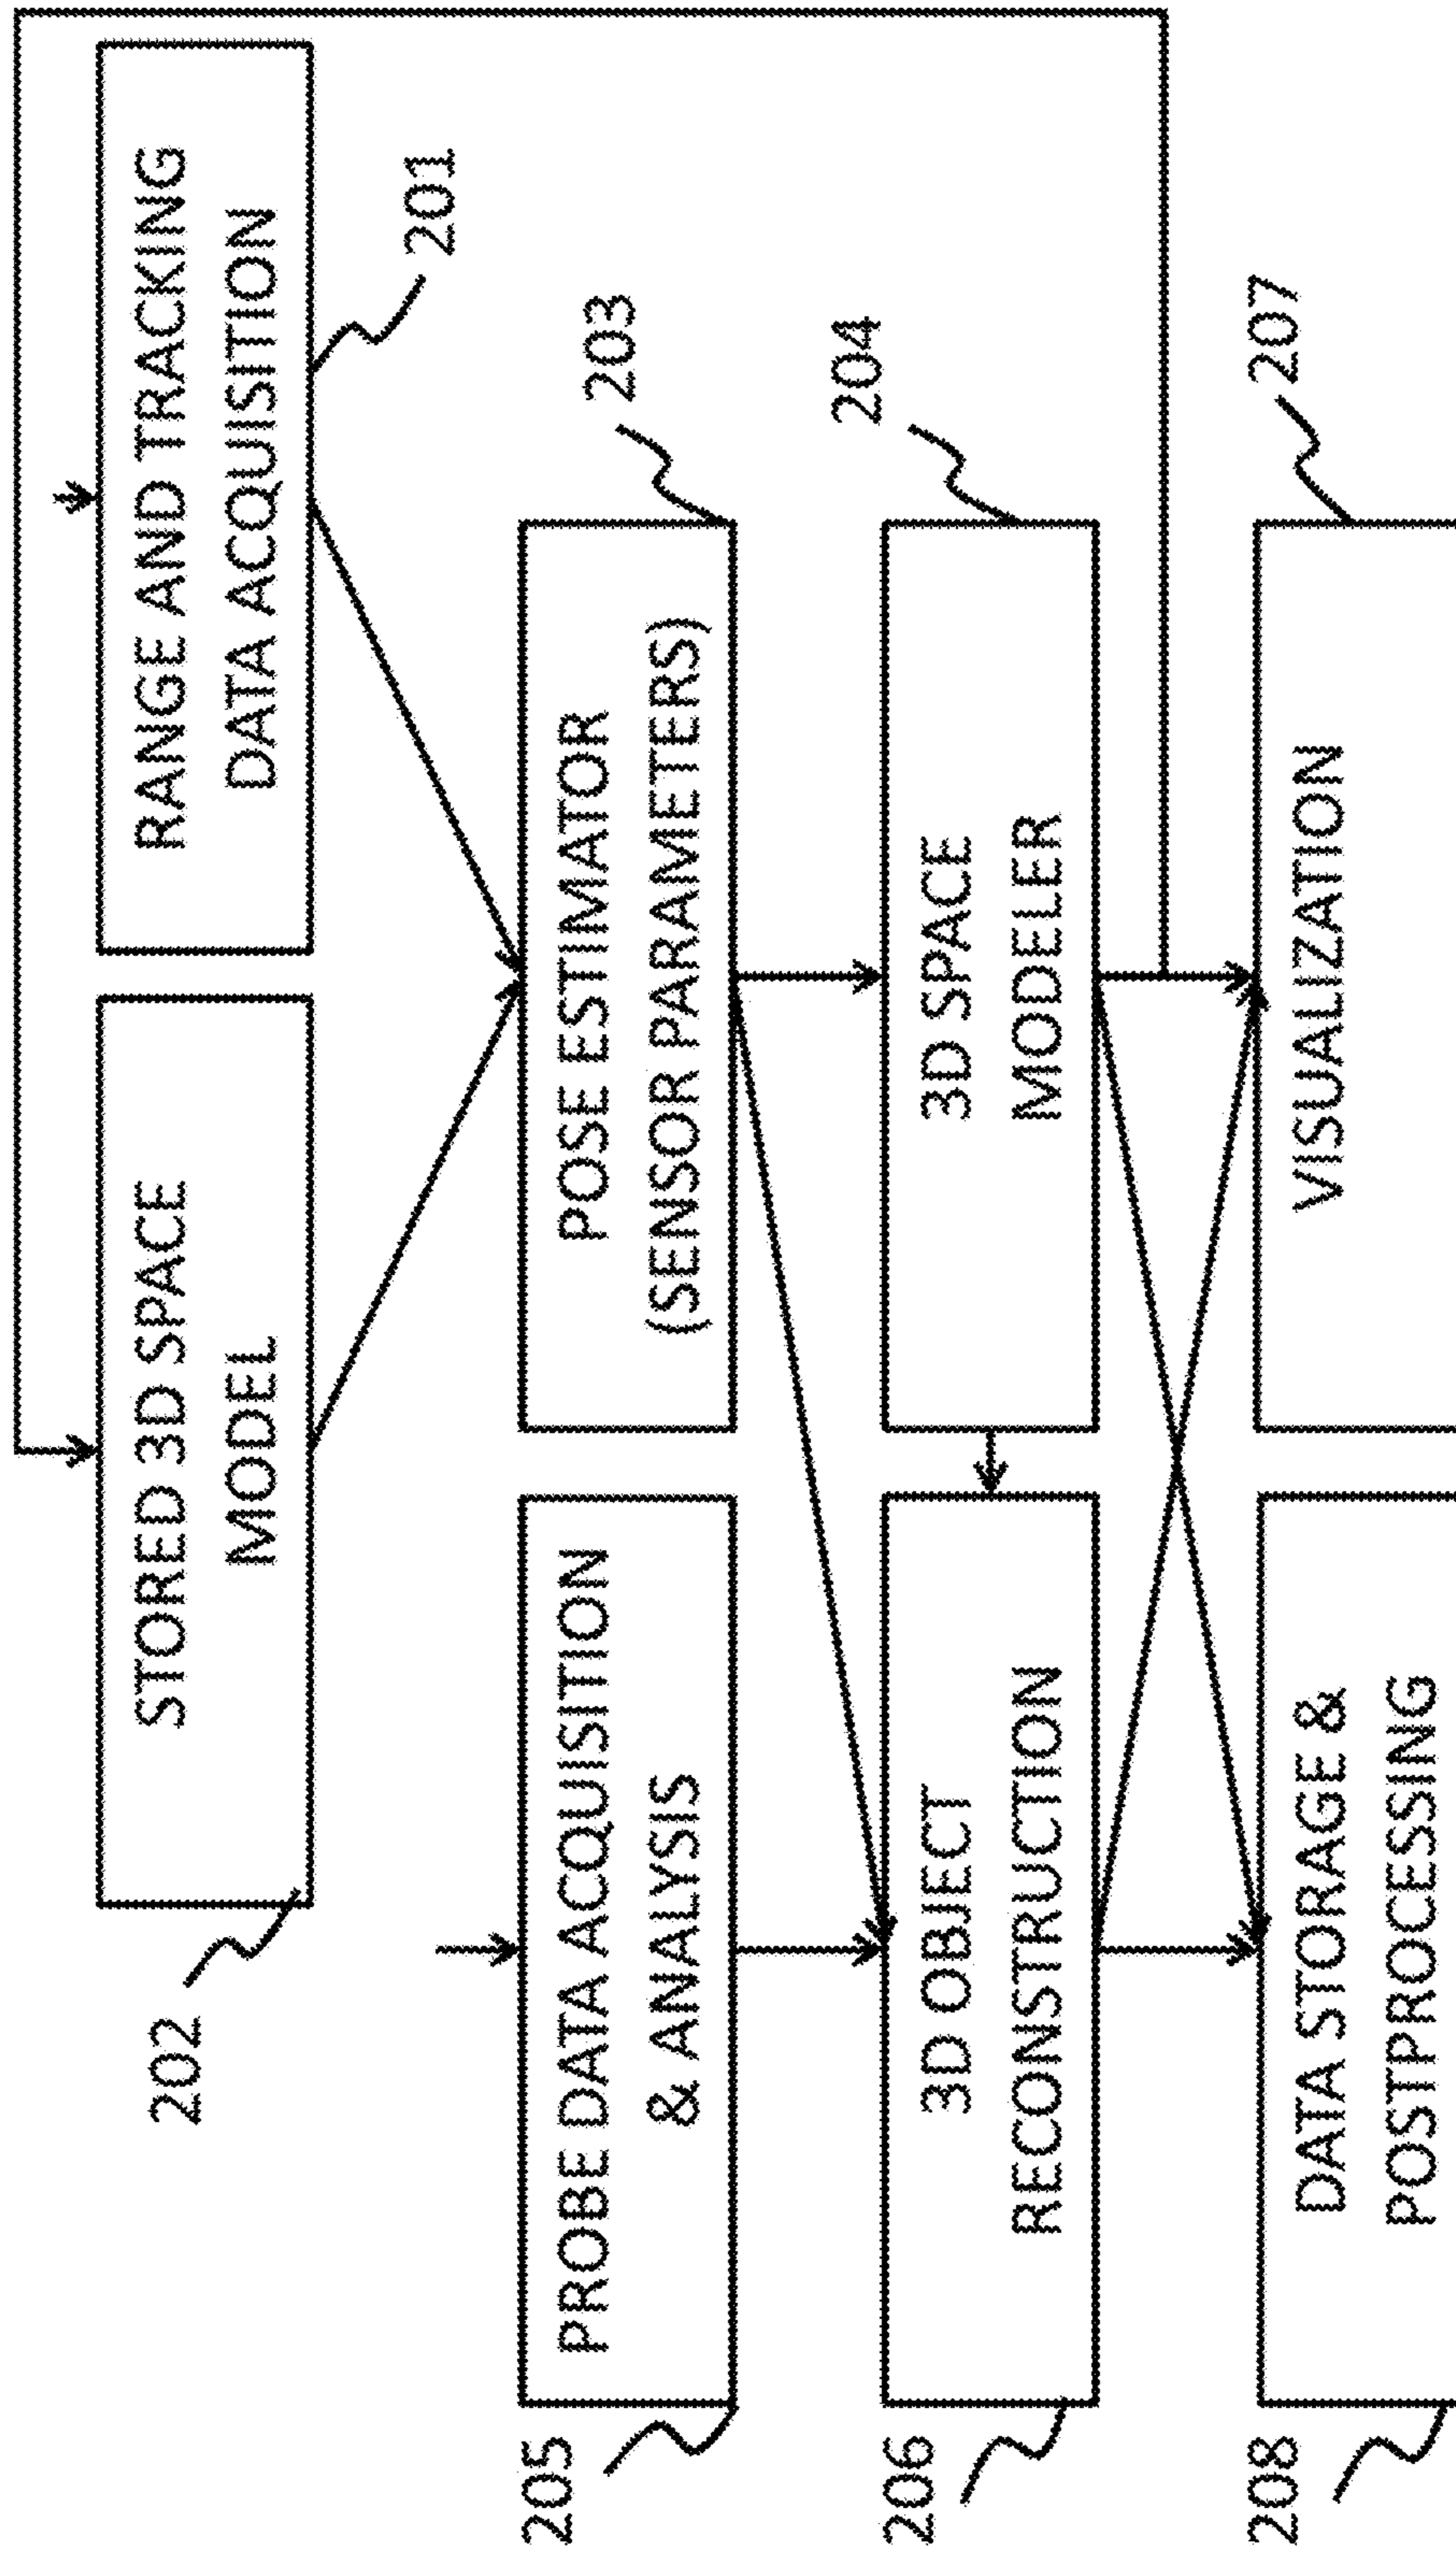 STORED 3D SPACE
MODEL
202
RANGE AND TRACKING
DATA ACQUISITION
201
205
PROBE DATA ACQUISITION
& ANALYSIS
POSE ESTIMATOR
(SENSOR PARAMETERS)
203
206
3D OBJECT
RECONSTRUCTION
3D SPACE
MODELER
204
208
DATA STORAGE &
POSTPROCESSING
VISUALIZATION
207